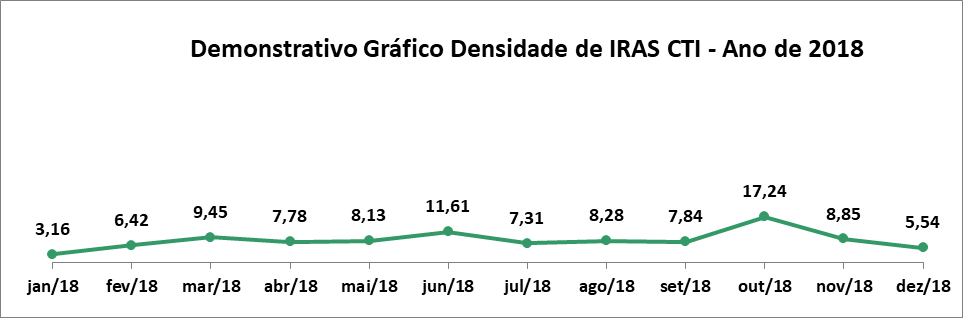 Demonstrativo Gráfico Densidade de IRAS CTI - Ano de 2018
3,16 6,42 9,45 7,78 8,13 11,61 7,31 8,28 7,84 17,24 8,85 5,54
jan/18 fev/18 mar/18 abr/18 mai/18 jun/18 jul/18 ago/18 set/18 out/18 nov/18 dez/18